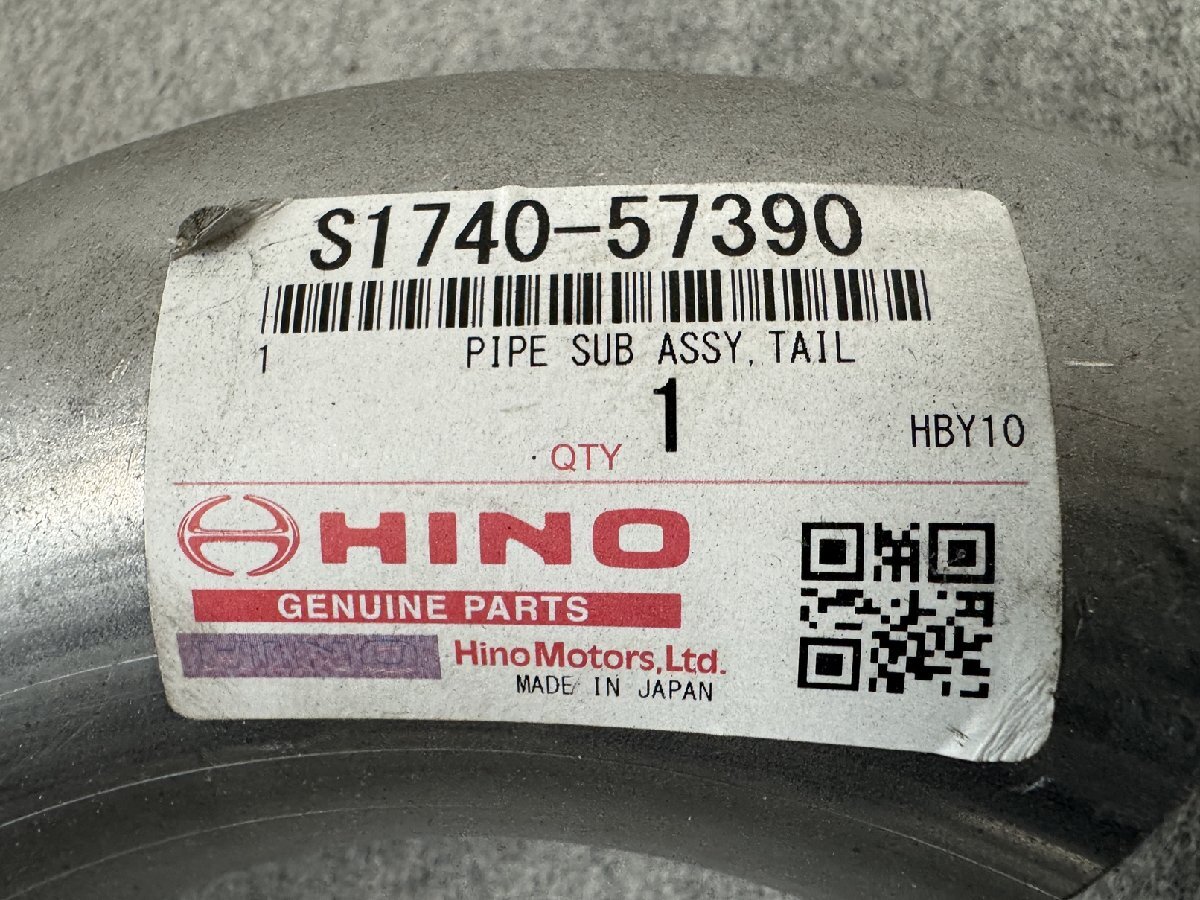 S1740-57390
1 PIPE SUB ASSY,TAIL
QTY 1 HBY10
HINO
GENUINE PARTS
HINO Hino Motors,Ltd.
MADE IN JAPAN